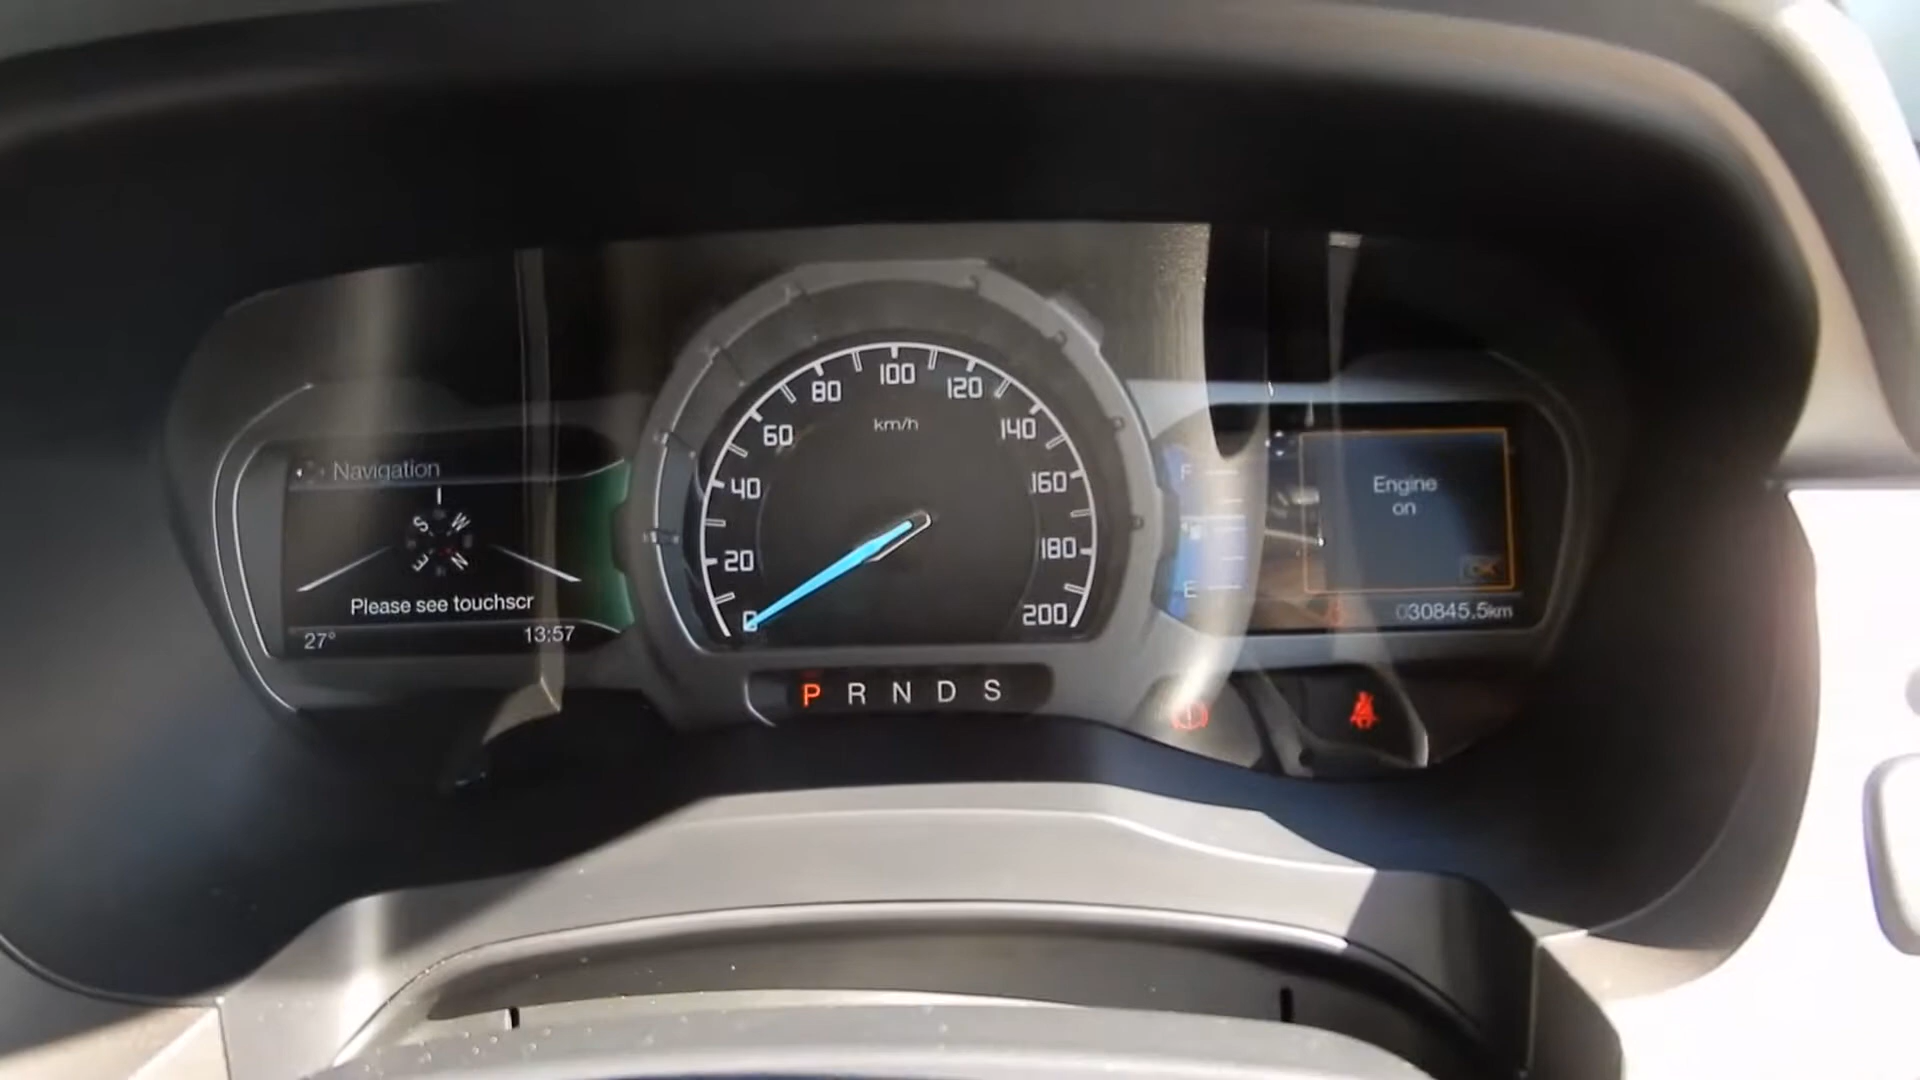 Navigation
S W
E N
Please see touchscr
27° 13:57
0
20
40
60
80
100
120
140
160
180
200
km/h
P R N D S
F
E
Engine
on
OK
030845.5km